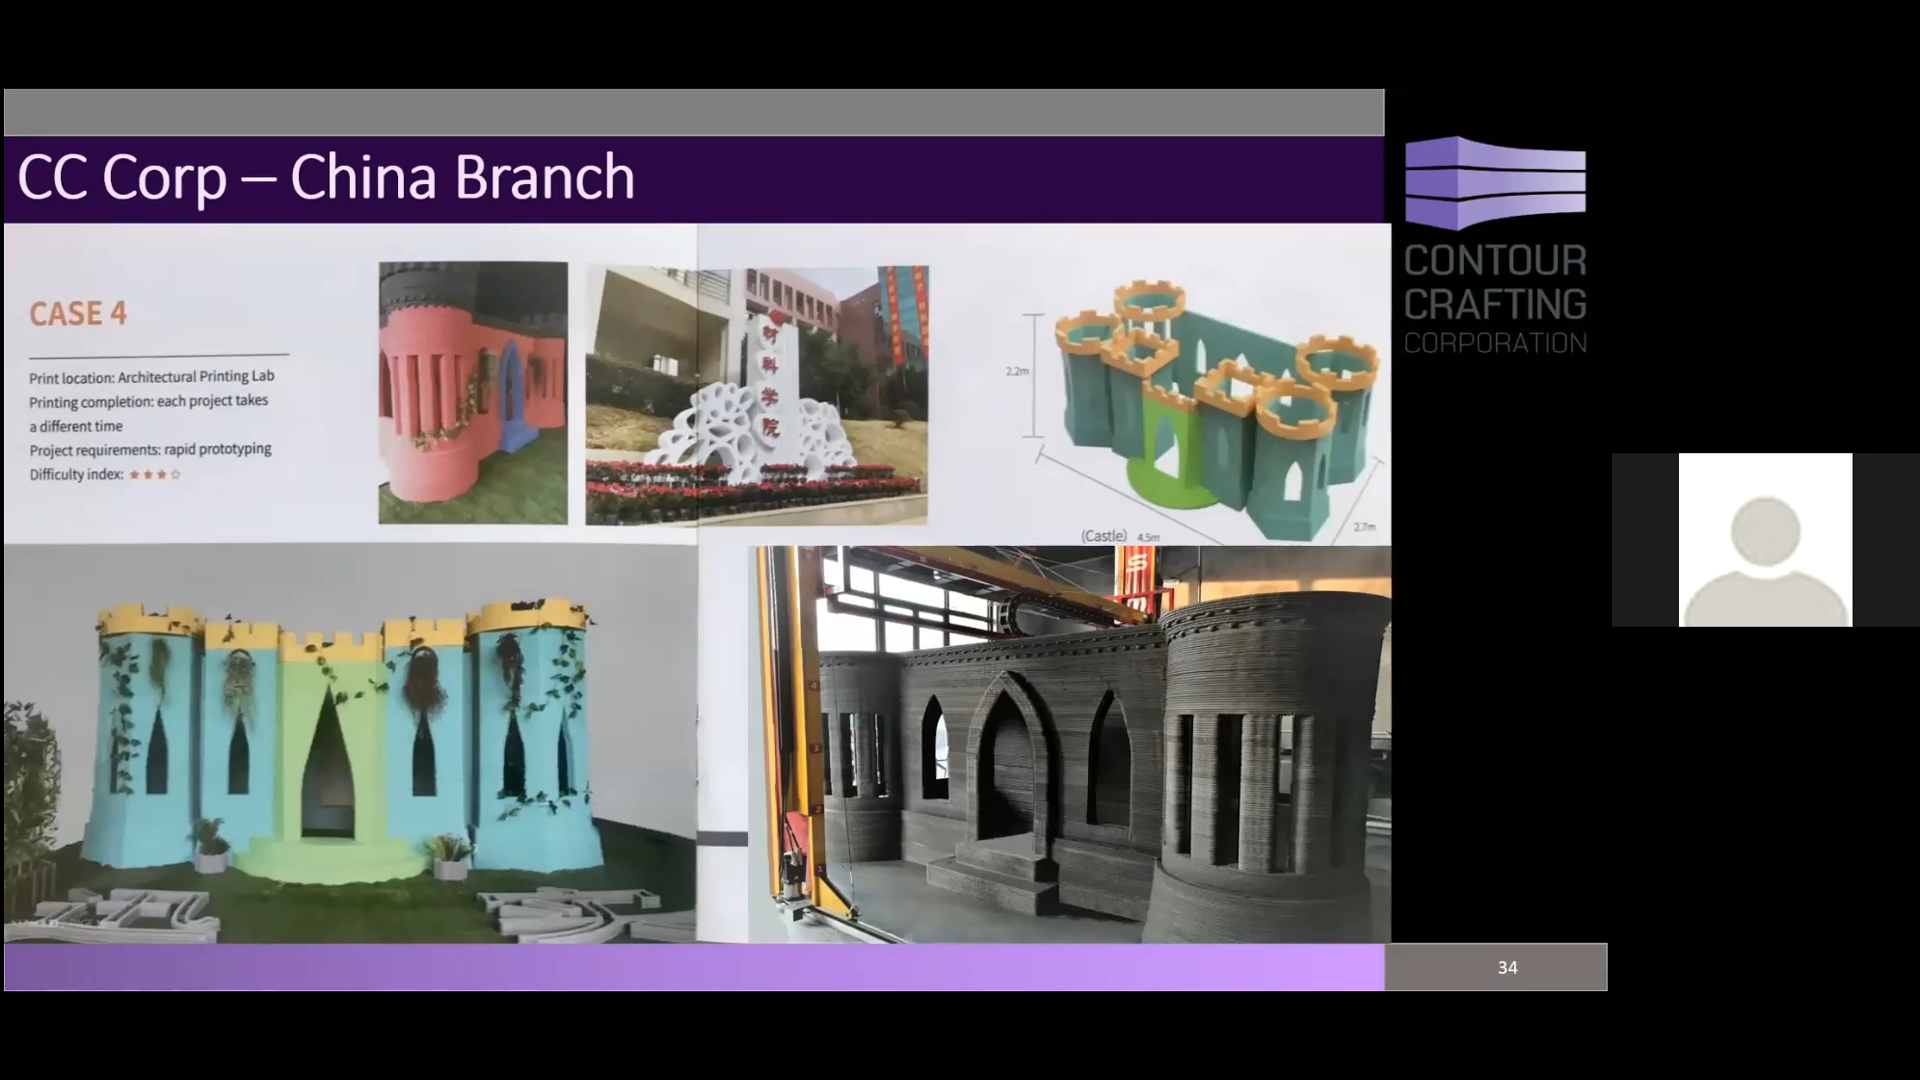 CC Corp – China Branch
CONTOUR
CRAFTING
CORPORATION
CASE 4
Print location: Architectural Printing Lab
Printing completion: each project takes
a different time
Project requirements: rapid prototyping
Difficulty index: ★★★☆
材
科
学
院
2.2m
(Castle) 4.5m
2.7m
34